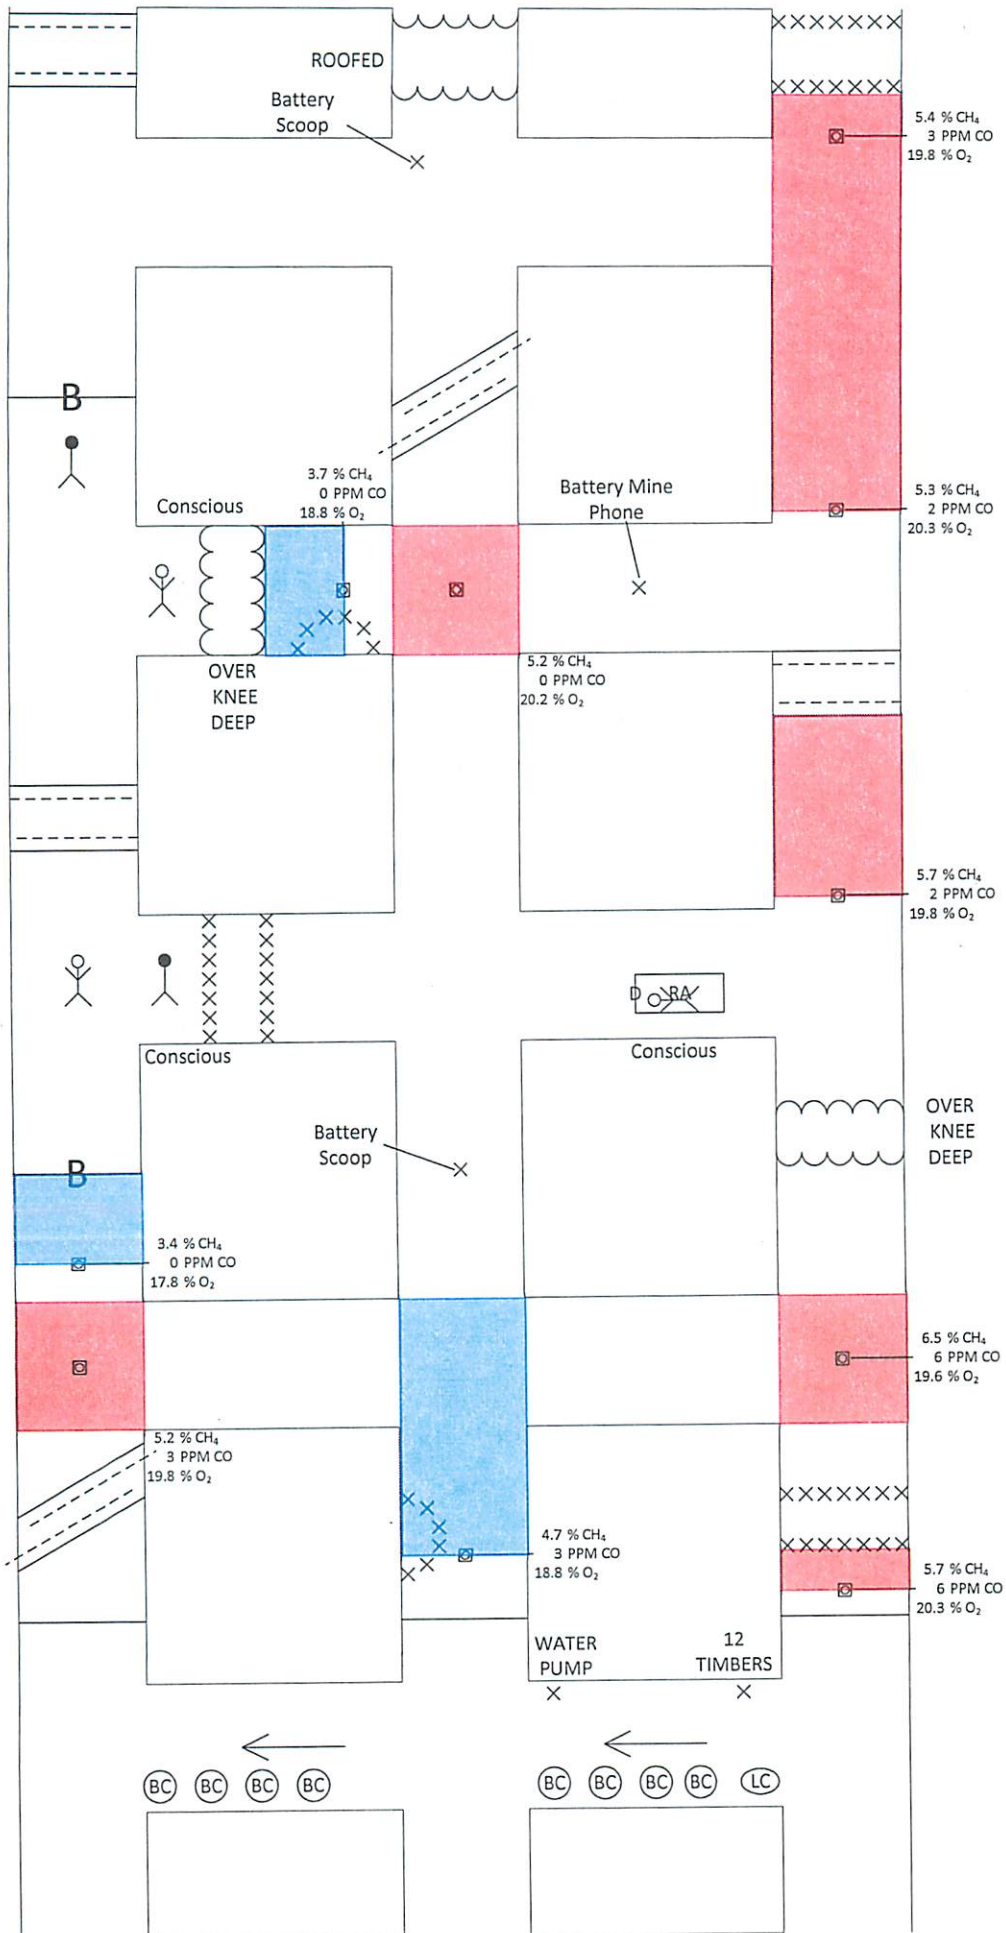 ROOFED
Battery
Scoop
5.4 % CH₄
3 PPM CO
19.8 % O₂
B
3.7 % CH₄
0 PPM CO
18.8 % O₂
Conscious
Battery Mine
Phone
5.3 % CH₄
2 PPM CO
20.3 % O₂
OVER
KNEE
DEEP
5.2 % CH₄
0 PPM CO
20.2 % O₂
5.7 % CH₄
2 PPM CO
19.8 % O₂
D RA
Conscious
Conscious
OVER
KNEE
DEEP
Battery
Scoop
B
3.4 % CH₄
0 PPM CO
17.8 % O₂
6.5 % CH₄
6 PPM CO
19.6 % O₂
5.2 % CH₄
3 PPM CO
19.8 % O₂
4.7 % CH₄
3 PPM CO
18.8 % O₂
5.7 % CH₄
6 PPM CO
20.3 % O₂
WATER
PUMP
12
TIMBERS
BC BC BC BC BC BC BC BC LC